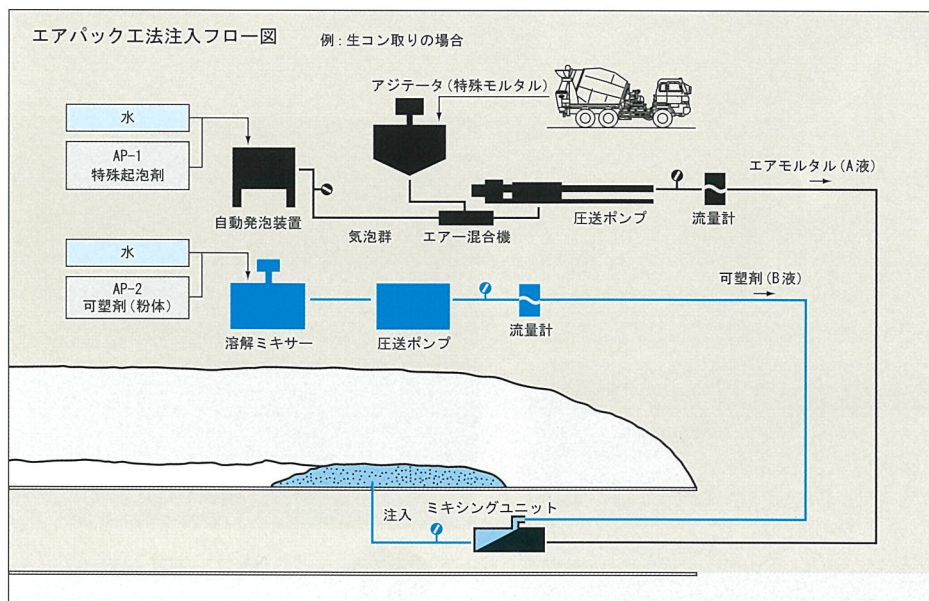 エアパック工法注入フロー図
例:生コン取りの場合
アジテータ(特殊モルタル)
水
AP-1
特殊起泡剤
自動発泡装置
気泡群
エアー混合機
圧送ポンプ
流量計
エアモルタル(A液)
水
AP-2
可塑剤(粉体)
溶解ミキサー
圧送ポンプ
流量計
可塑剤(B液)
注入
ミキシングユニット